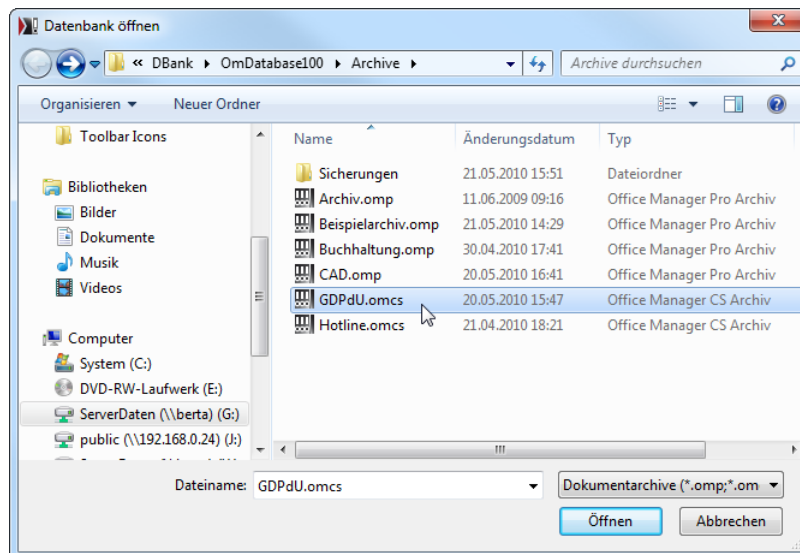 Datenbank öffnen
« DBank OmDatabase100 Archive Archive durchsuchen
Organisieren Neuer Ordner
Toolbar Icons
Bibliotheken
Bilder
Dokumente
Musik
Videos
Computer
System (C:)
DVD-RW-Laufwerk (E:)
ServerDaten (\\berta) (G:)
public (\\192.168.0.24) (J:)
Name Änderungsdatum Typ
Sicherungen 21.05.2010 15:51 Dateiordner
Archiv.omp 11.06.2009 09:16 Office Manager Pro Archiv
Beispielarchiv.omp 21.05.2010 14:29 Office Manager Pro Archiv
Buchhaltung.omp 30.04.2010 17:41 Office Manager Pro Archiv
CAD.omp 20.05.2010 16:41 Office Manager Pro Archiv
GDPdU.omcs 20.05.2010 15:47 Office Manager CS Archiv
Hotline.omcs 21.04.2010 18:21 Office Manager CS Archiv
Dateiname: GDPdU.omcs Dokumentarchive (*.omp;*.om
Öffnen Abbrechen